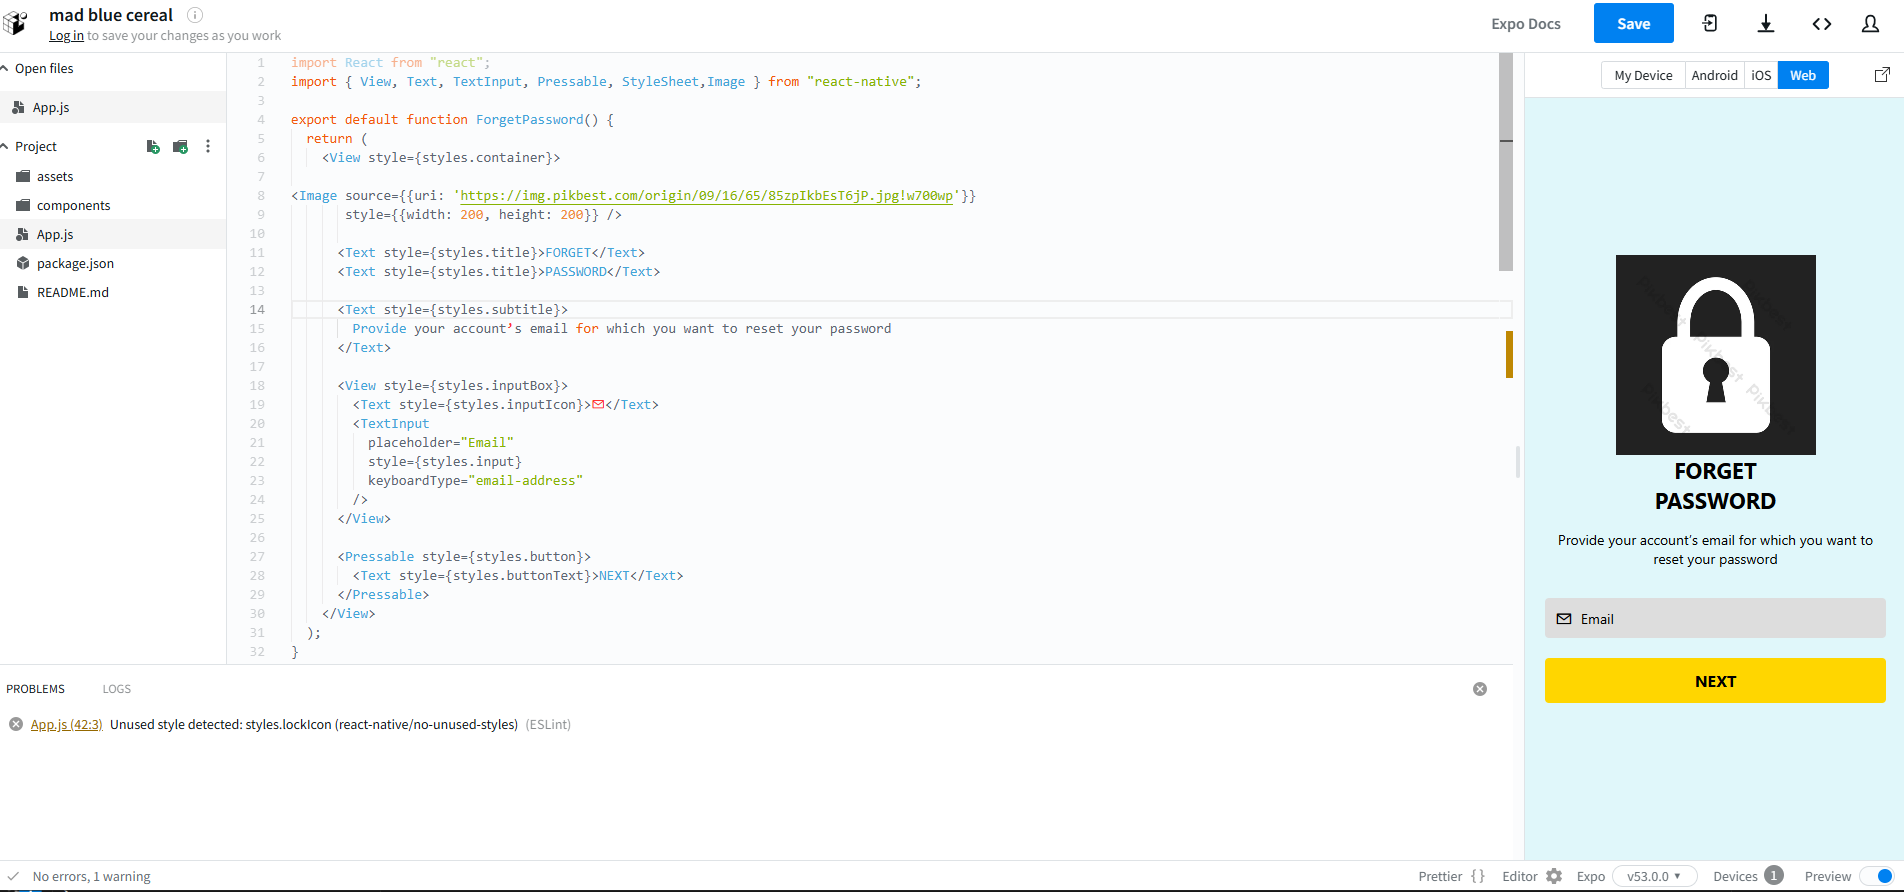 mad blue cereal
Log in to save your changes as you work
Expo Docs
Save
Open files
App.js
Project
assets
components
App.js
package.json
README.md
1 import React from "react";
2 import { View, Text, TextInput, Pressable, StyleSheet,Image } from "react-native";
3
4 export default function ForgetPassword() {
5 return (
6 <View style={styles.container}>
7
8 <Image source={{uri: 'https://img.pikbest.com/origin/09/16/65/85zpIkbEsT6jP.jpg!w700wp'}}
9 style={{width: 200, height: 200}} />
10
11 <Text style={styles.title}>FORGET</Text>
12 <Text style={styles.title}>PASSWORD</Text>
13
14 <Text style={styles.subtitle}>
15 Provide your account’s email for which you want to reset your password
16 </Text>
17
18 <View style={styles.inputBox}>
19 <Text style={styles.inputIcon}>✉</Text>
20 <TextInput
21 placeholder="Email"
22 style={styles.input}
23 keyboardType="email-address"
24 />
25 </View>
26
27 <Pressable style={styles.button}>
28 <Text style={styles.buttonText}>NEXT</Text>
29 </Pressable>
30 </View>
31 );
32 }
My Device Android iOS Web
Pikbest
Pikbest
Pikbest
FORGET
PASSWORD
Provide your account’s email for which you want to
reset your password
Email
NEXT
PROBLEMS LOGS
App.js (42:3) Unused style detected: styles.lockIcon (react-native/no-unused-styles) (ESLint)
No errors, 1 warning
Prettier { } Editor Expo v53.0.0 Devices 1 Preview